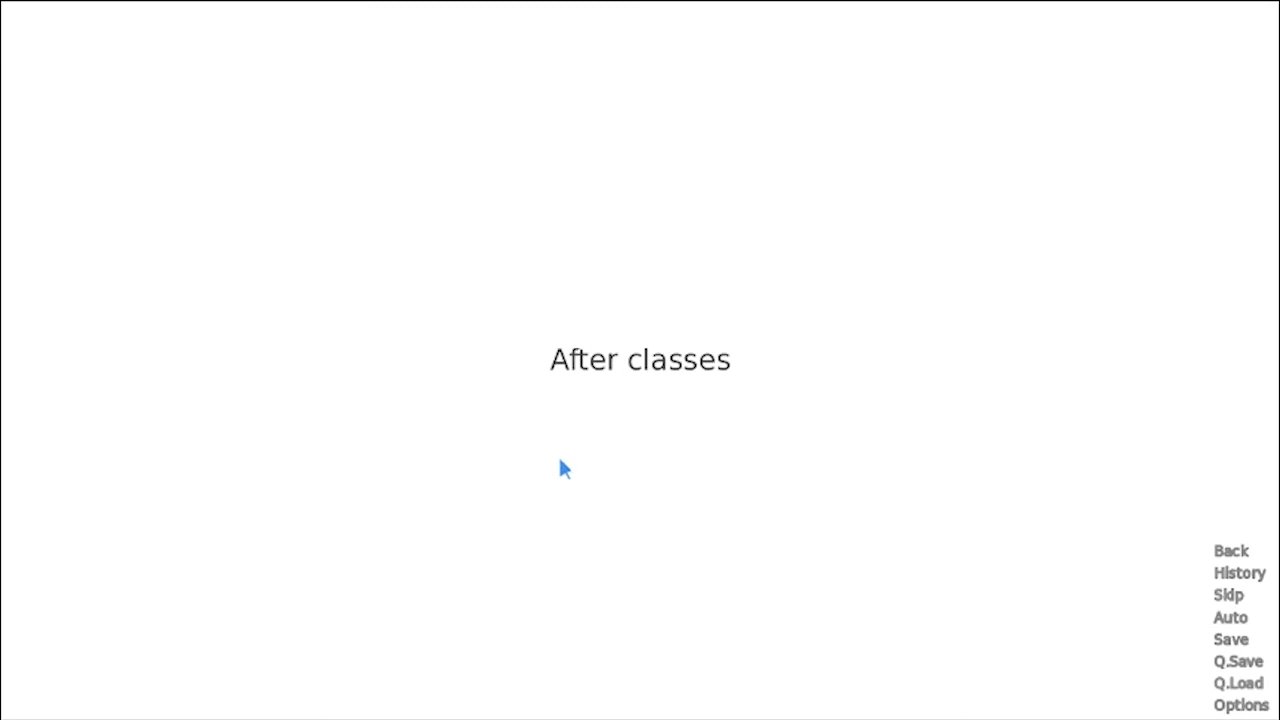 After classes
Back
History
Skip
Auto
Save
Q.Save
Q.Load
Options